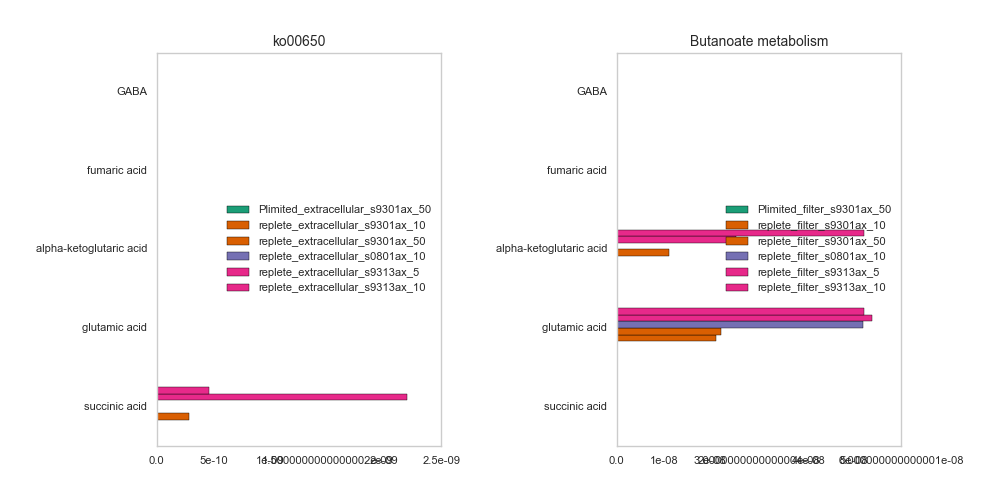 ko00650
GABA
fumaric acid
alpha-ketoglutaric acid
glutamic acid
succinic acid
Plimited_extracellular_s9301ax_50
replete_extracellular_s9301ax_10
replete_extracellular_s9301ax_50
replete_extracellular_s0801ax_10
replete_extracellular_s9313ax_5
replete_extracellular_s9313ax_10
0.0 5e-10 2.5e-09
Butanoate metabolism
GABA
fumaric acid
alpha-ketoglutaric acid
glutamic acid
succinic acid
Plimited_filter_s9301ax_50
replete_filter_s9301ax_10
replete_filter_s9301ax_50
replete_filter_s0801ax_10
replete_filter_s9313ax_5
replete_filter_s9313ax_10
0.0 1e-08